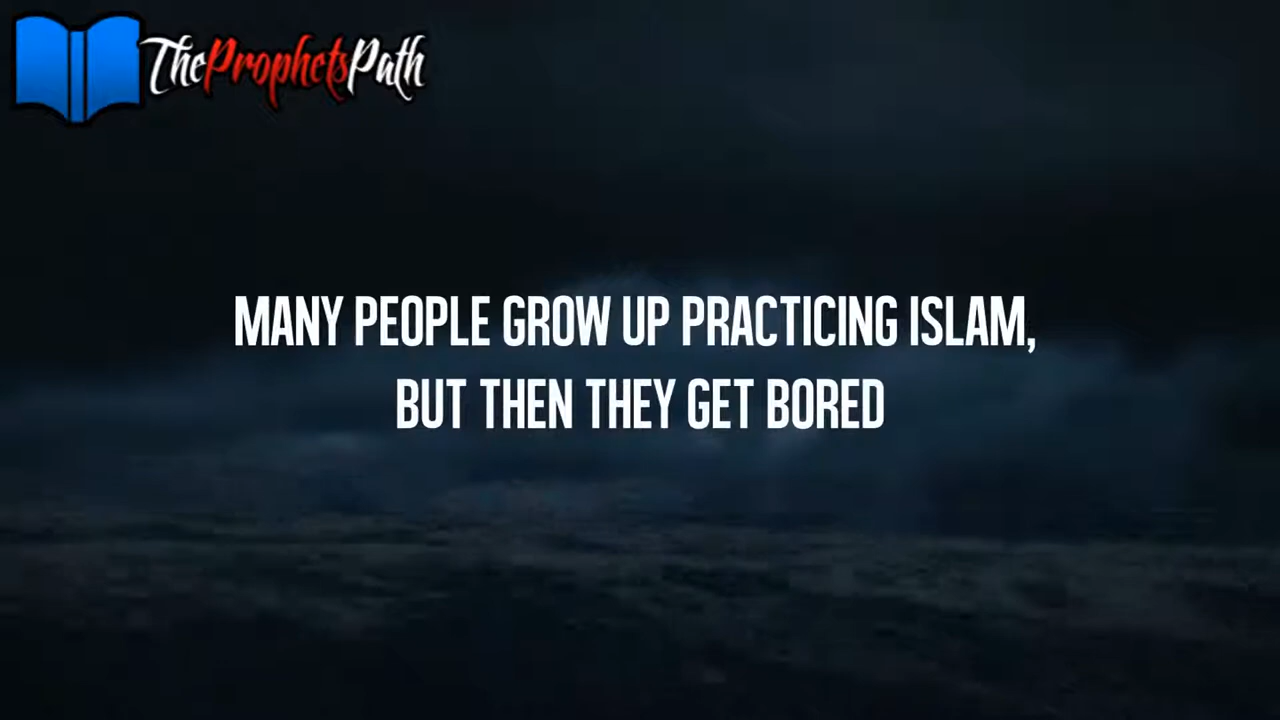 TheProphetsPath
MANY PEOPLE GROW UP PRACTICING ISLAM,
BUT THEN THEY GET BORED